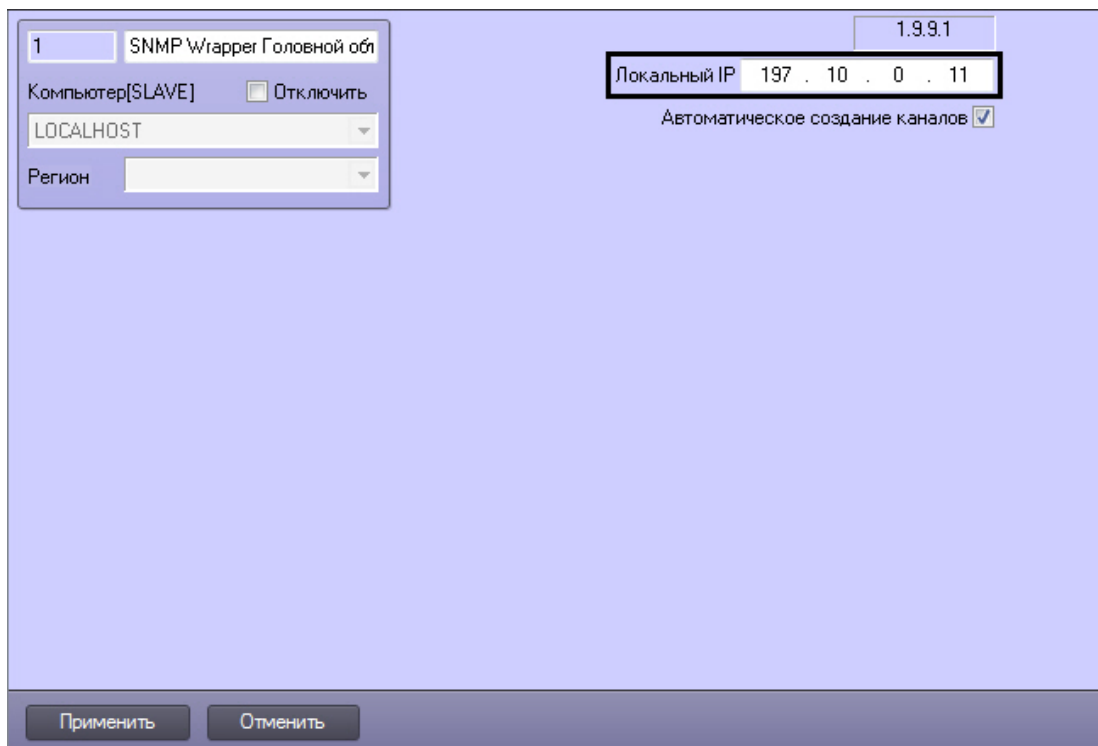 1 SNMP Wrapper Головной
Компьютер[SLAVE] Отключить
LOCALHOST
Регион
1.9.9.1
Локальный IP 197 . 10 . 0 . 11
Автоматическое создание каналов
Применить Отменить